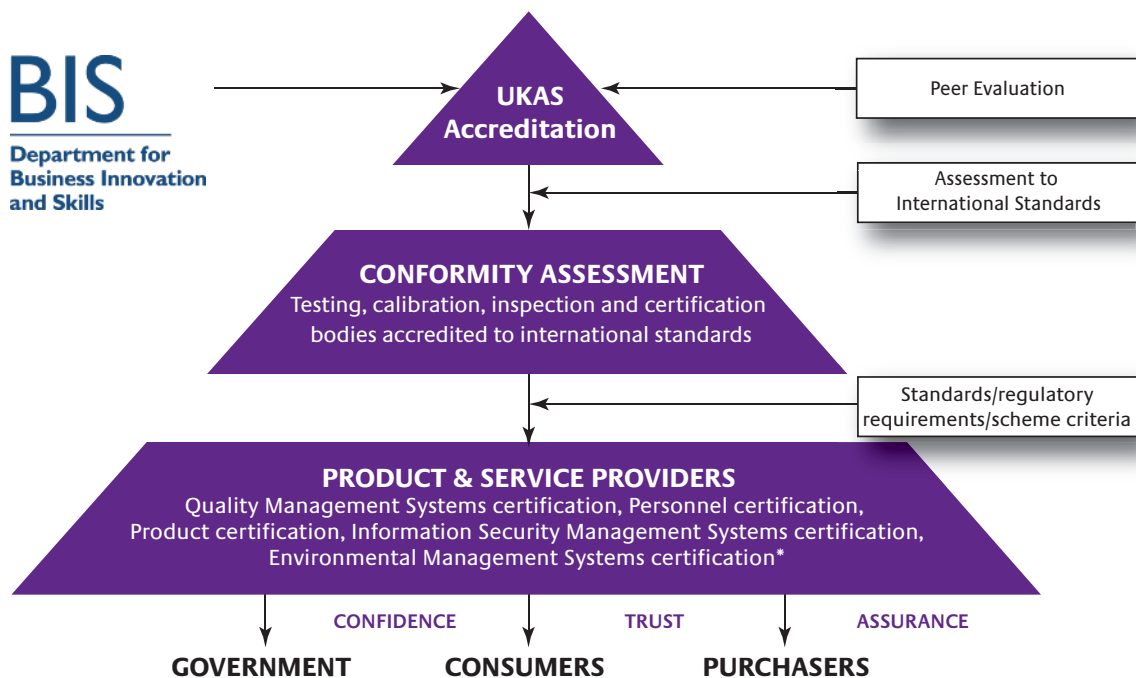 BIS
Department for
Business Innovation
and Skills
UKAS
Accreditation
Peer Evaluation
Assessment to
International Standards
CONFORMITY ASSESSMENT
Testing, calibration, inspection and certification
bodies accredited to international standards
Standards/regulatory
requirements/scheme criteria
PRODUCT & SERVICE PROVIDERS
Quality Management Systems certification, Personnel certification,
Product certification, Information Security Management Systems certification,
Environmental Management Systems certification*
CONFIDENCE TRUST ASSURANCE
GOVERNMENT CONSUMERS PURCHASERS